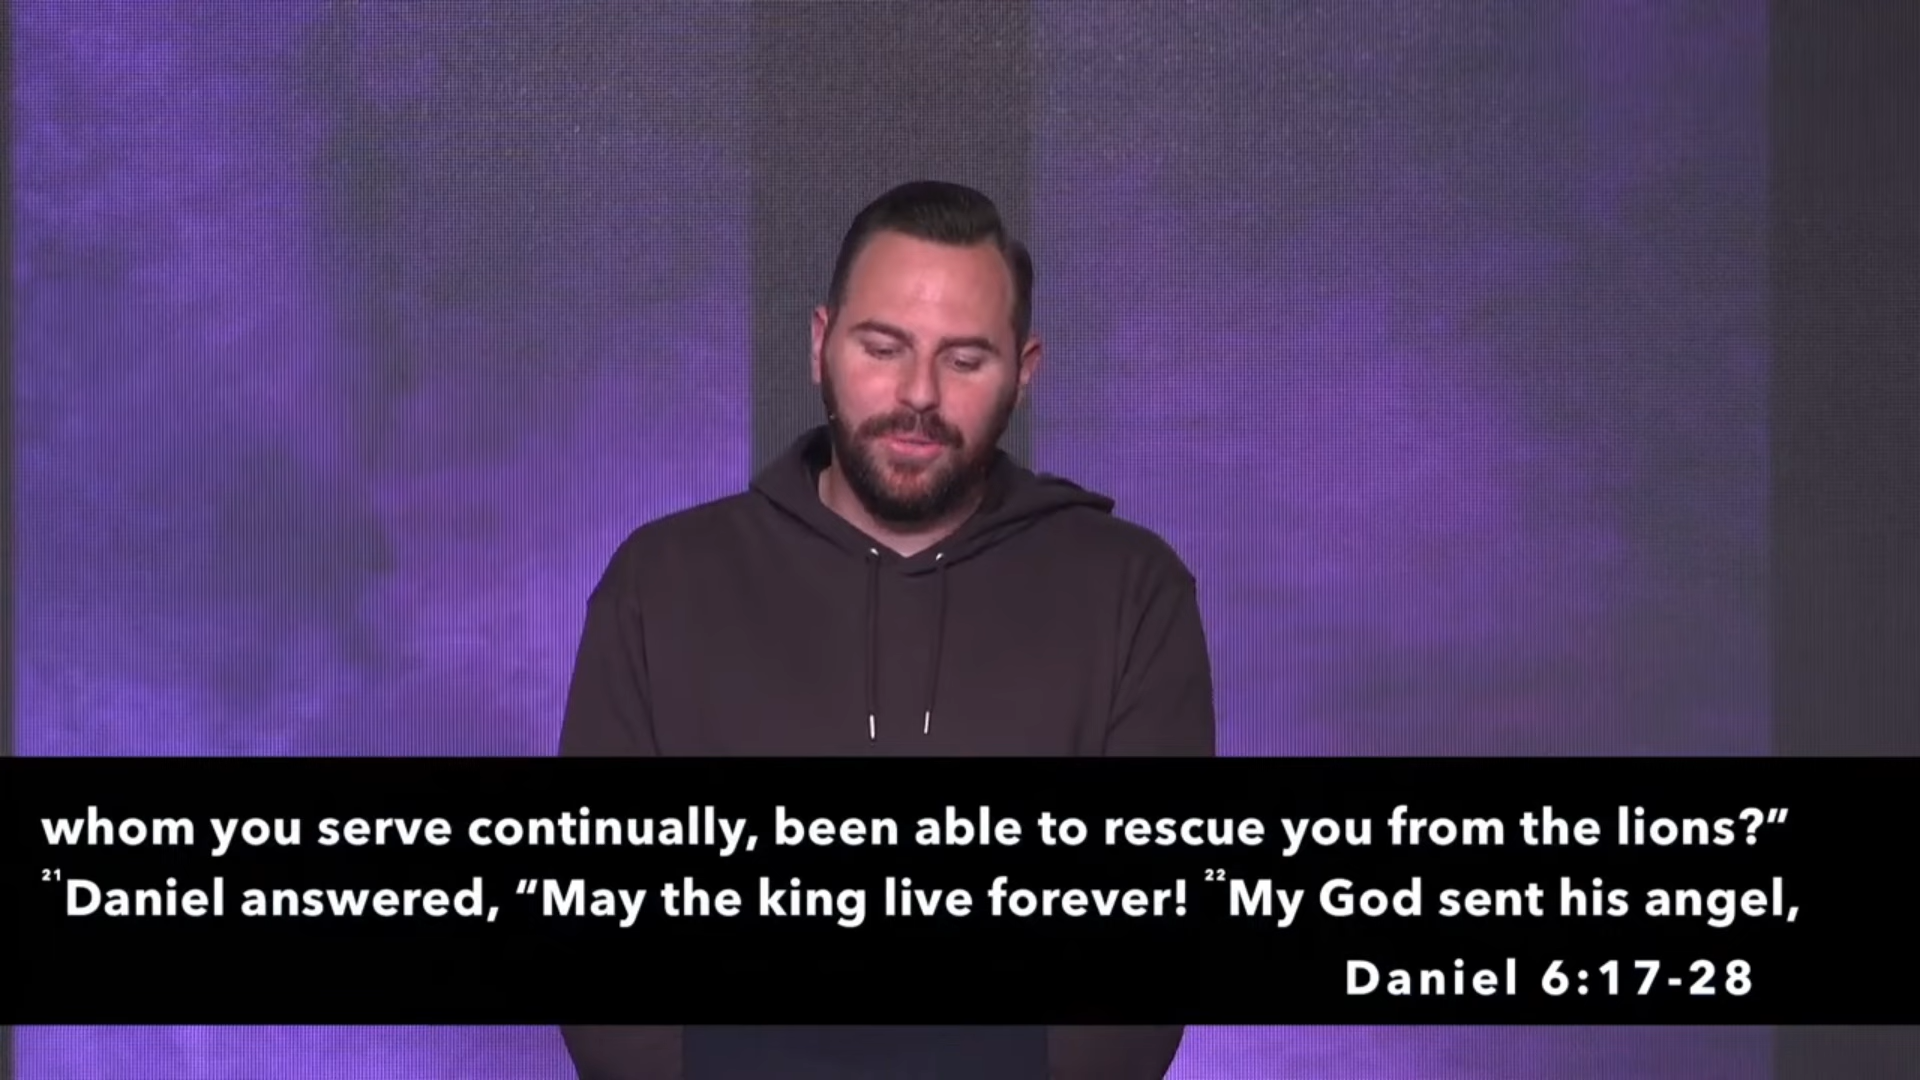 whom you serve continually, been able to rescue you from the lions?”
²¹Daniel answered, “May the king live forever! ²²My God sent his angel,
Daniel 6:17-28